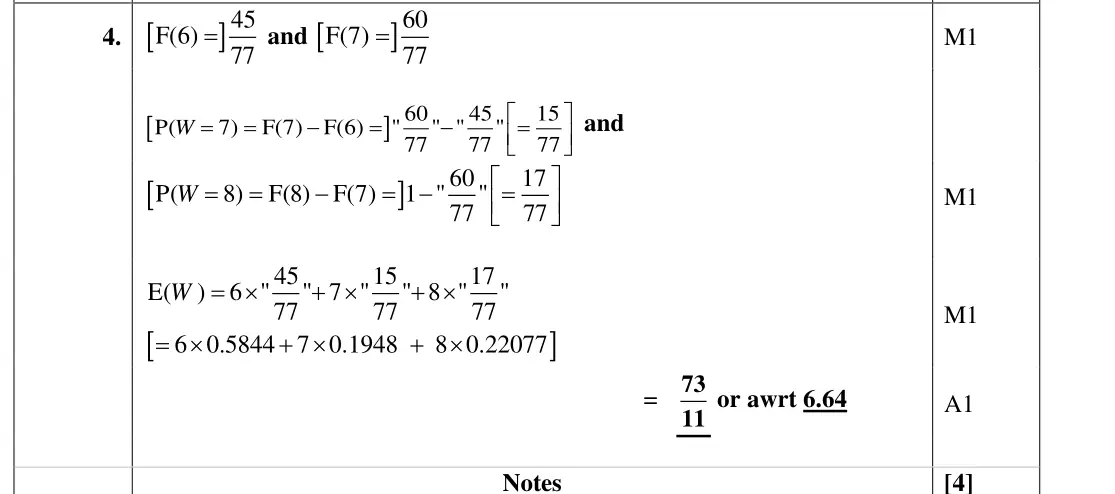 4. [F(6) =] 45/77 and [F(7) =] 60/77 M1
[P(W = 7) = F(7) − F(6) =] "60/77" − "45/77" [= 15/77] and
[P(W = 8) = F(8) − F(7) =] 1 − "60/77" [= 17/77] M1
E(W) = 6 × "45/77" + 7 × "15/77" + 8 × "17/77"
M1
[= 6 × 0.5844 + 7 × 0.1948 + 8 × 0.22077]
= 73/11 or awrt 6.64 A1
Notes [4]